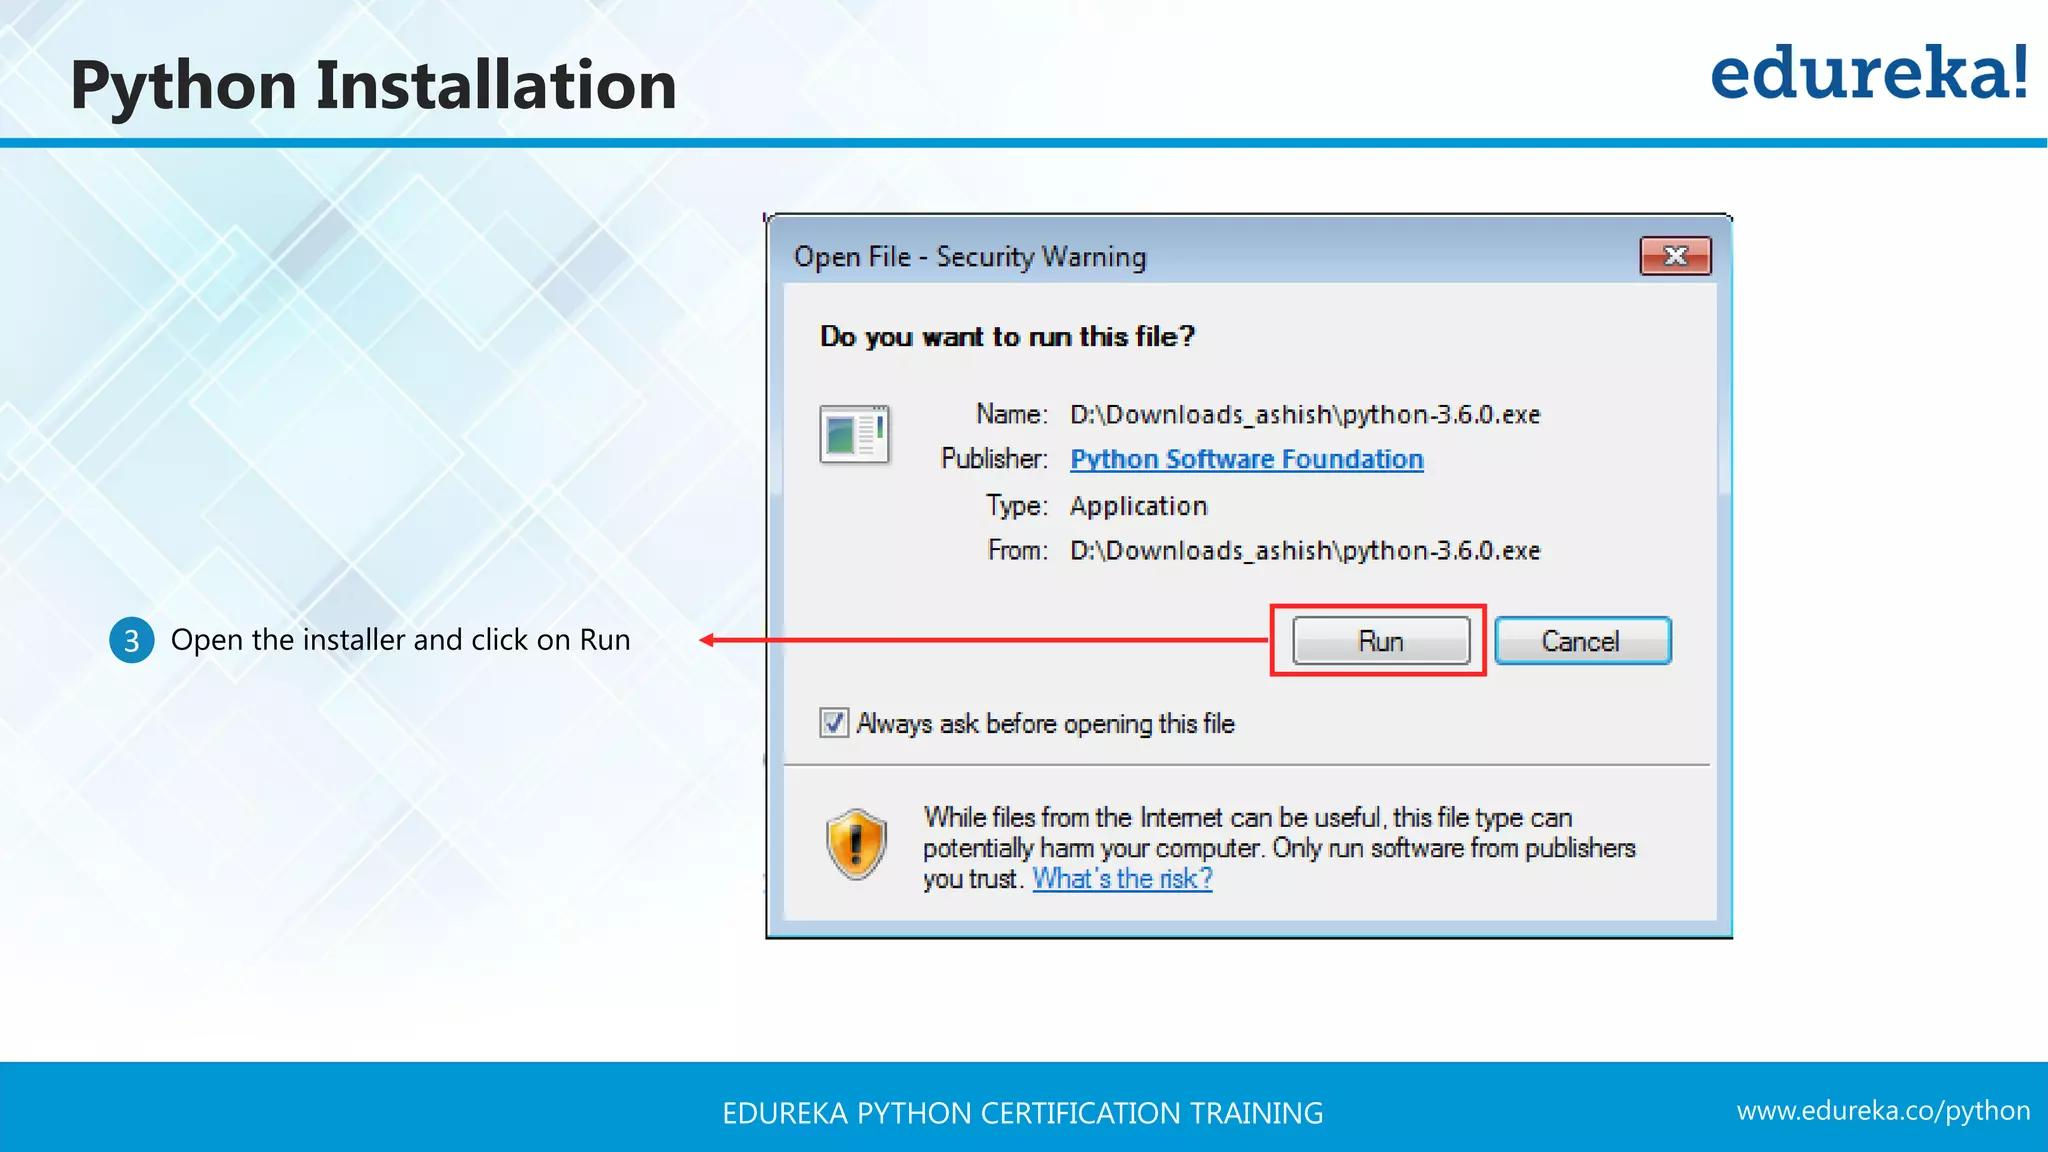 Python Installation
edureka!
Open File - Security Warning
Do you want to run this file?
Name: D:\Downloads_ashish\python-3.6.0.exe
Publisher: Python Software Foundation
Type: Application
From: D:\Downloads_ashish\python-3.6.0.exe
3 Open the installer and click on Run
Run Cancel
Always ask before opening this file
While files from the Internet can be useful, this file type can
potentially harm your computer. Only run software from publishers
you trust. What's the risk?
EDUREKA PYTHON CERTIFICATION TRAINING
www.edureka.co/python